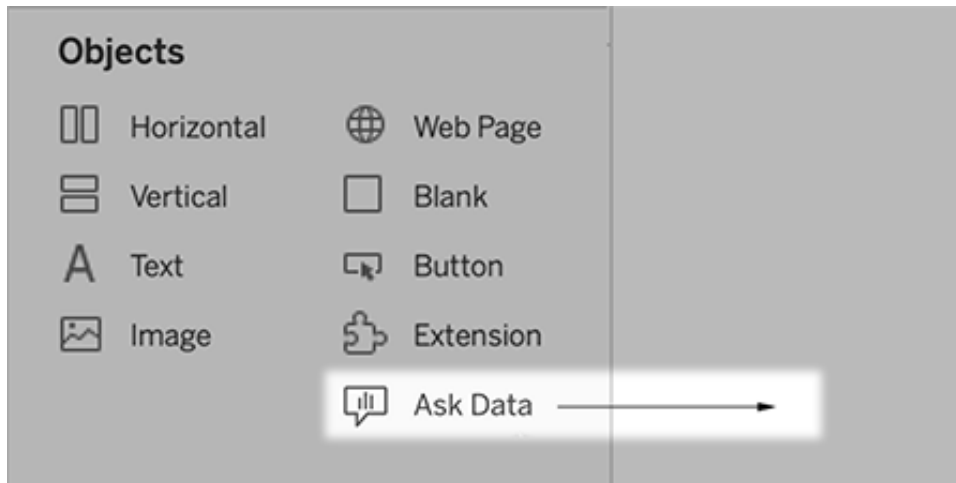 Objects
Horizontal
Web Page
Vertical
Blank
Text
Button
Image
Extension
Ask Data